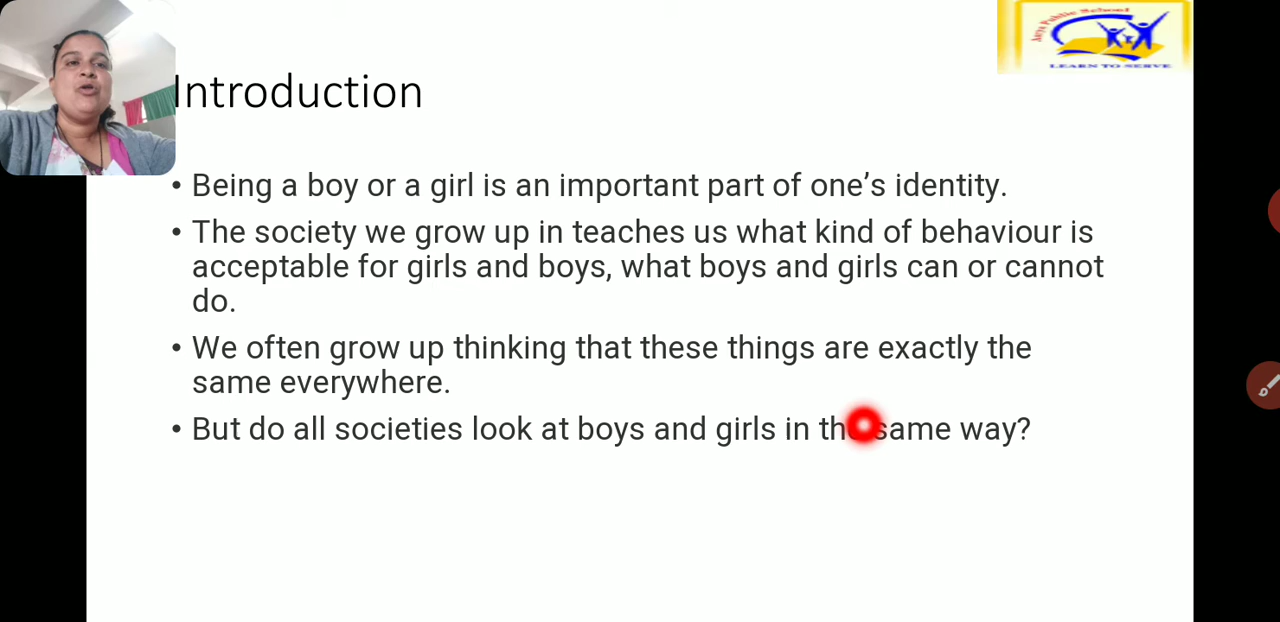 Arya Public School
LEARN TO SERVE
Introduction
• Being a boy or a girl is an important part of one’s identity.
• The society we grow up in teaches us what kind of behaviour is
acceptable for girls and boys, what boys and girls can or cannot
do.
• We often grow up thinking that these things are exactly the
same everywhere.
• But do all societies look at boys and girls in the same way?